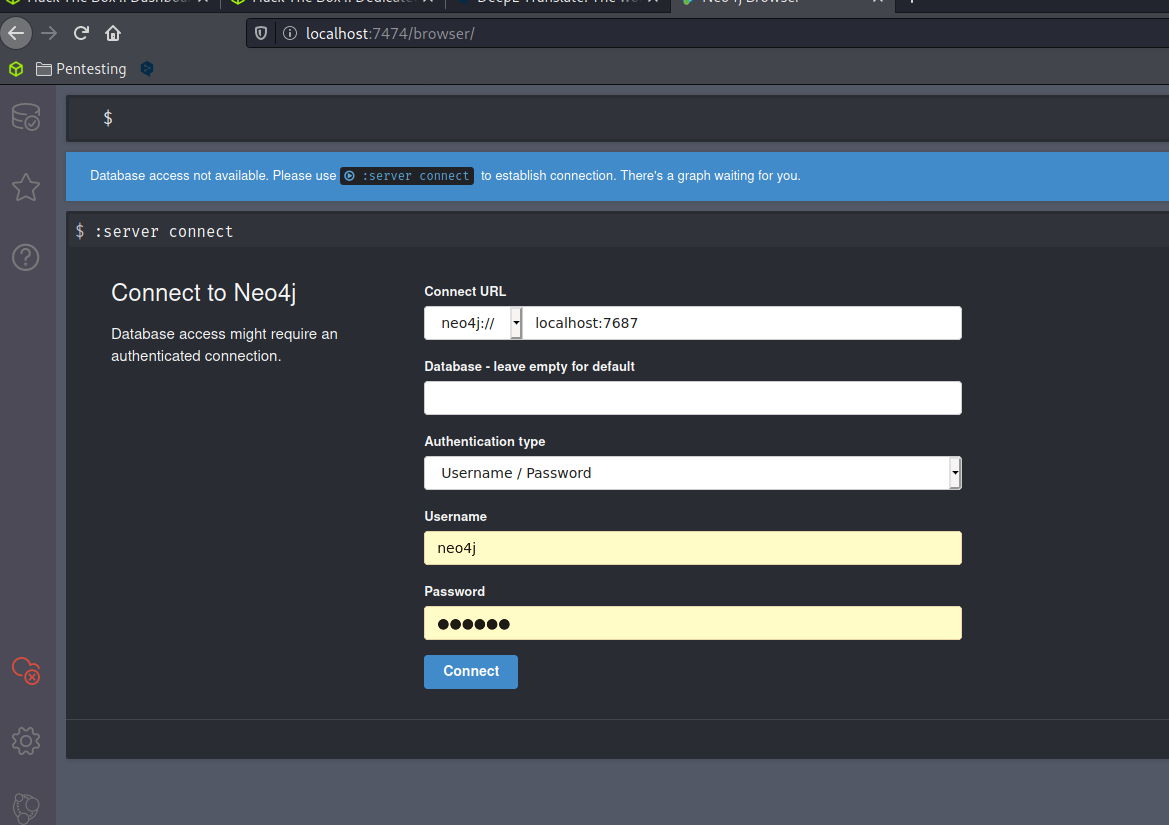 Hack The Box :: Dashboa
Hack The Box :: Dedicate
DeepL Translate: The wo
Neo4j Browser
localhost:7474/browser/
Pentesting
$
Database access not available. Please use :server connect to establish connection. There's a graph waiting for you.
$ :server connect
Connect to Neo4j
Database access might require an
authenticated connection.
Connect URL
neo4j:// localhost:7687
Database - leave empty for default
Authentication type
Username / Password
Username
neo4j
Password
Connect